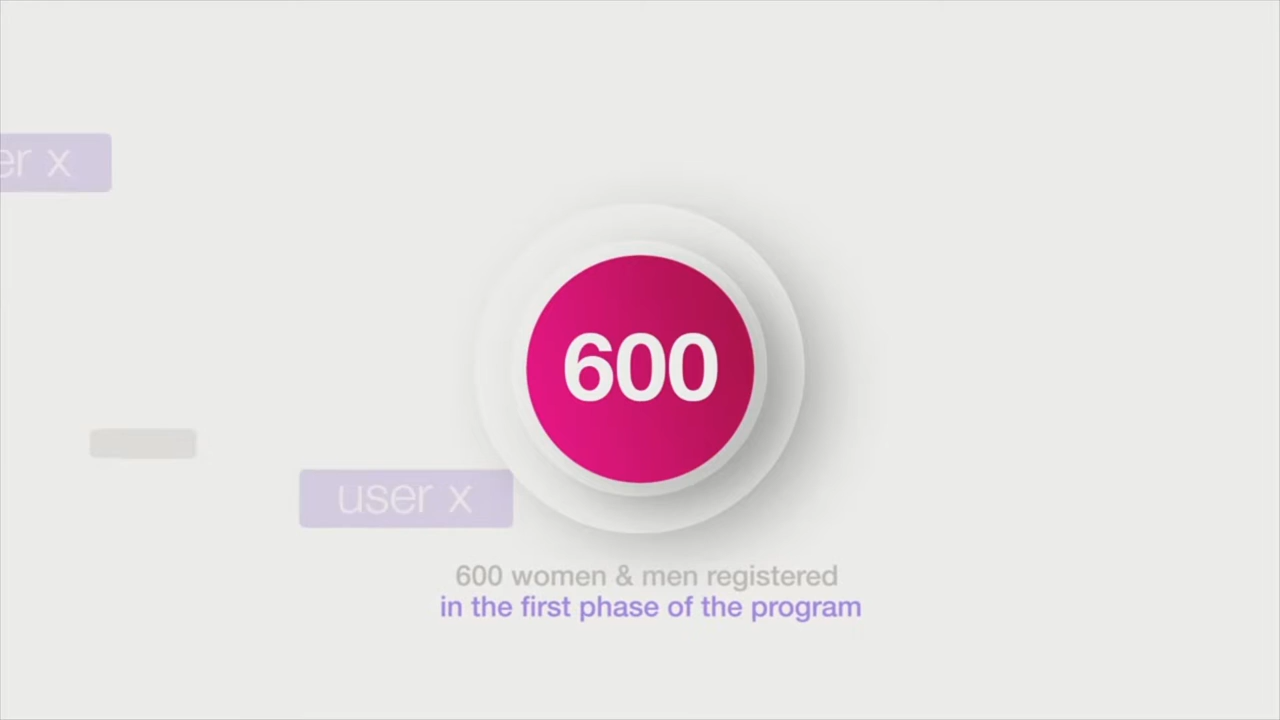 er x
600
user x
600 women & men registered
in the first phase of the program